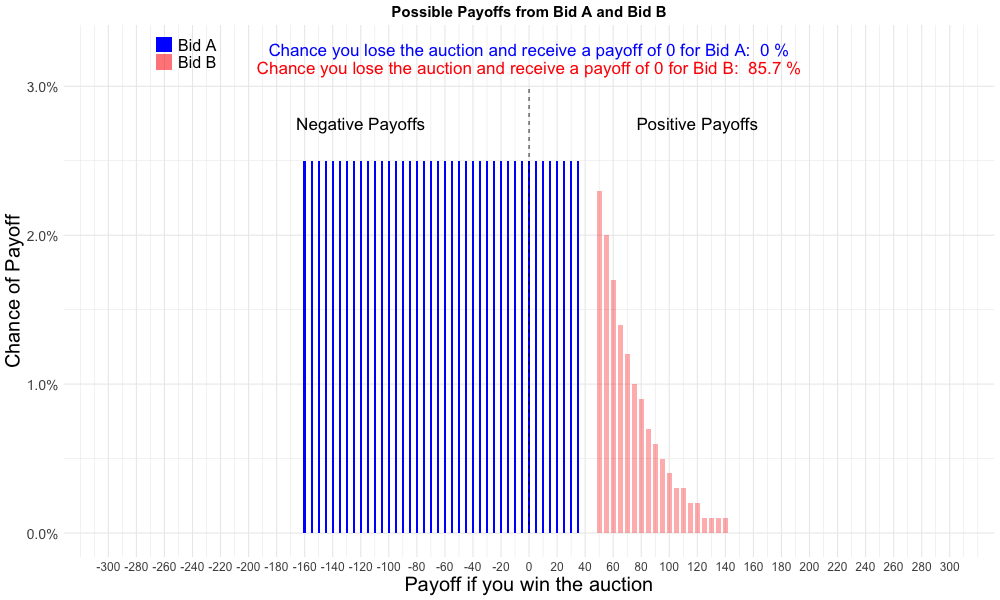 Possible Payoffs from Bid A and Bid B
Bid A
Bid B
Chance you lose the auction and receive a payoff of 0 for Bid A:  0 %
Chance you lose the auction and receive a payoff of 0 for Bid B:  85.7 %
Negative Payoffs
Positive Payoffs
Chance of Payoff
3.0%
2.0%
1.0%
0.0%
-300 -280 -260 -240 -220 -200 -180 -160 -140 -120 -100 -80 -60 -40 -20 0 20 40 60 80 100 120 140 160 180 200 220 240 260 280 300
Payoff if you win the auction